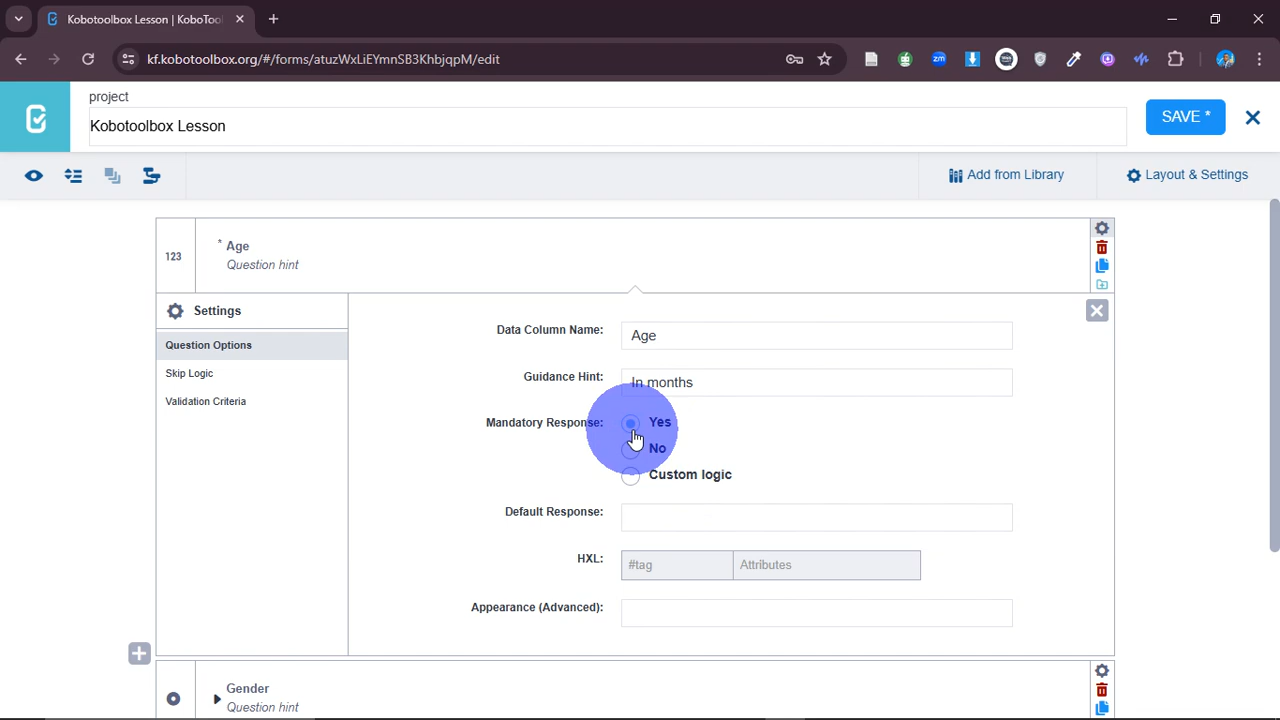 Kobotoolbox Lesson | KoboToo
kf.kobotoolbox.org/#/forms/atuzWxLiEYmnSB3KhbjqpM/edit
zm
project
Kobotoolbox Lesson
SAVE *
Add from Library
Layout & Settings
123
* Age
Question hint
Settings
Question Options
Skip Logic
Validation Criteria
Data Column Name: Age
Guidance Hint: In months
Mandatory Response: Yes
No
Custom logic
Default Response:
HXL: #tag Attributes
Appearance (Advanced):
Gender
Question hint